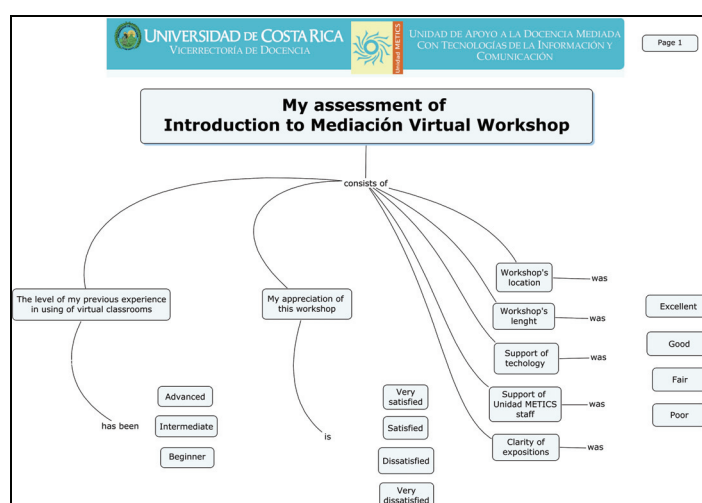 UNIVERSIDAD DE COSTA RICA
VICERRECTORÍA DE DOCENCIA
Unidad METICS
UNIDAD DE APOYO A LA DOCENCIA MEDIADA
CON TECNOLOGÍAS DE LA INFORMACIÓN Y
COMUNICACIÓN
Page 1
My assessment of
Introduction to Mediación Virtual Workshop
consists of
The level of my previous experience
in using of virtual classrooms
has been
Advanced
Intermediate
Beginner
My appreciation of
this workshop
is
Very
satisfied
Satisfied
Dissatisfied
Very
dissatisfied
Workshop's
location
was
Workshop's
lenght
was
Support of
techology
was
Support of
Unidad METICS
staff
was
Clarity of
expositions
was
Excellent
Good
Fair
Poor